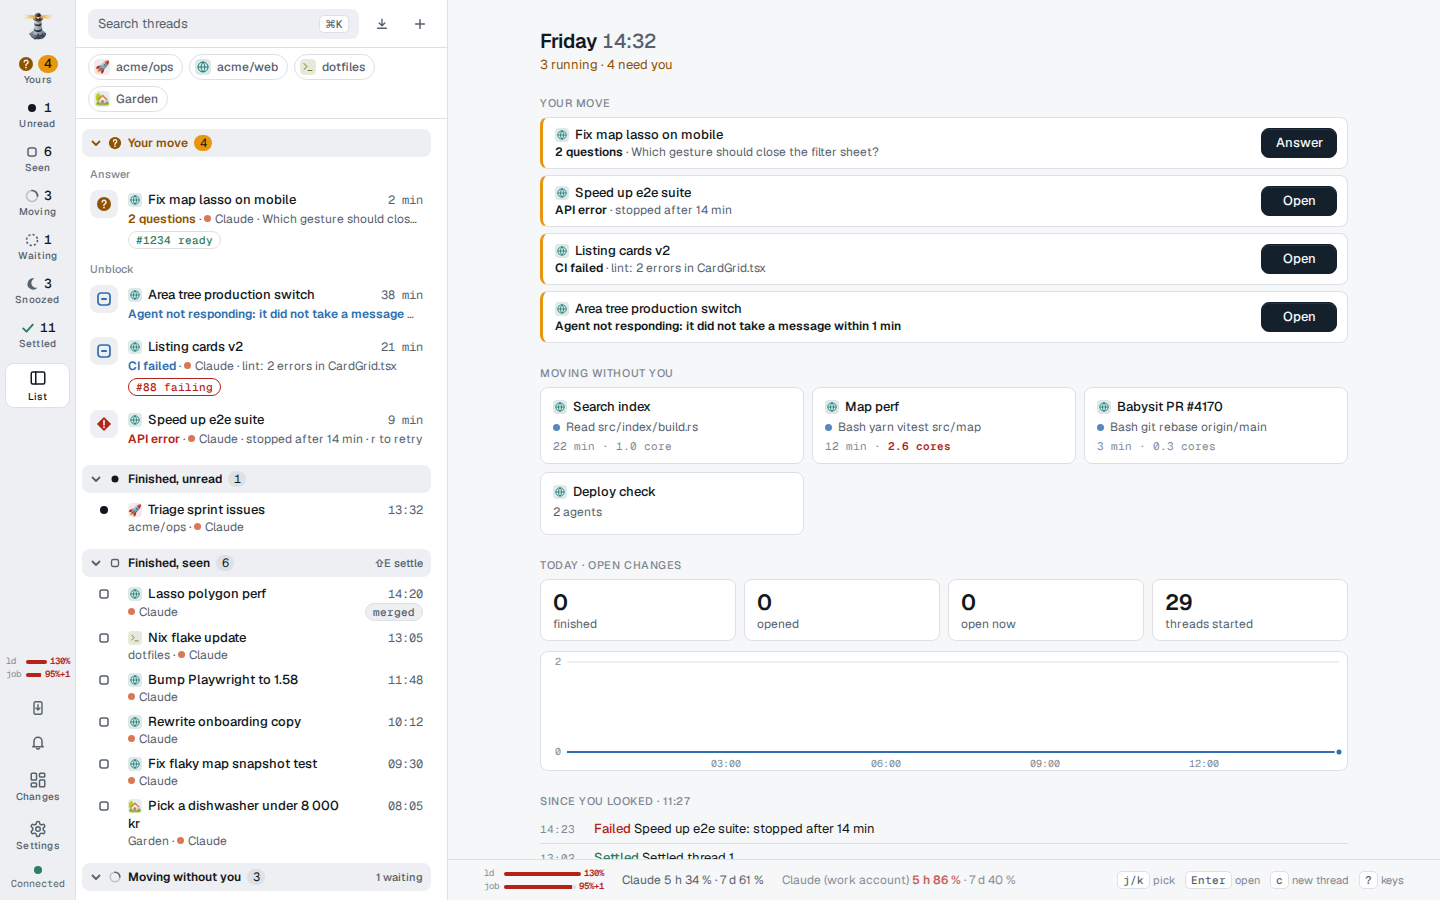 Search threads ⌘K
acme/ops acme/web dotfiles
Garden
4
Yours
1
Unread
6
Seen
3
Moving
1
Waiting
3
Snoozed
11
Settled
List
ld 130%
job 95%+1
Changes
Settings
Connected
Your move 4
Answer
Fix map lasso on mobile 2 min
2 questions · Claude · Which gesture should clos…
#1234 ready
Unblock
Area tree production switch 38 min
Agent not responding: it did not take a message …
Listing cards v2 21 min
CI failed · Claude · lint: 2 errors in CardGrid.tsx
#88 failing
Speed up e2e suite 9 min
API error · Claude · stopped after 14 min · r to retry
Finished, unread 1
Triage sprint issues 13:32
acme/ops · Claude
Finished, seen 6 ⇧E settle
Lasso polygon perf 14:20
Claude merged
Nix flake update 13:05
dotfiles · Claude
Bump Playwright to 1.58 11:48
Claude
Rewrite onboarding copy 10:12
Claude
Fix flaky map snapshot test 09:30
Claude
Pick a dishwasher under 8 000 08:05
kr
Garden · Claude
Moving without you 3 1 waiting
Friday 14:32
3 running · 4 need you
YOUR MOVE
Fix map lasso on mobile
2 questions · Which gesture should close the filter sheet?
Answer
Speed up e2e suite
API error · stopped after 14 min
Open
Listing cards v2
CI failed · lint: 2 errors in CardGrid.tsx
Open
Area tree production switch
Agent not responding: it did not take a message within 1 min
Open
MOVING WITHOUT YOU
Search index
Read src/index/build.rs
22 min · 1.0 core
Map perf
Bash yarn vitest src/map
12 min · 2.6 cores
Babysit PR #4170
Bash git rebase origin/main
3 min · 0.3 cores
Deploy check
2 agents
TODAY · OPEN CHANGES
0
finished
0
opened
0
open now
29
threads started
2
0
03:00 06:00 09:00 12:00
SINCE YOU LOOKED · 11:27
14:23 Failed Speed up e2e suite: stopped after 14 min
13:02 Settled Settled thread 1
ld 130%
job 95%+1
Claude 5 h 34 % · 7 d 61 % Claude (work account) 5 h 86 % · 7 d 40 %
j/k pick Enter open c new thread ? keys